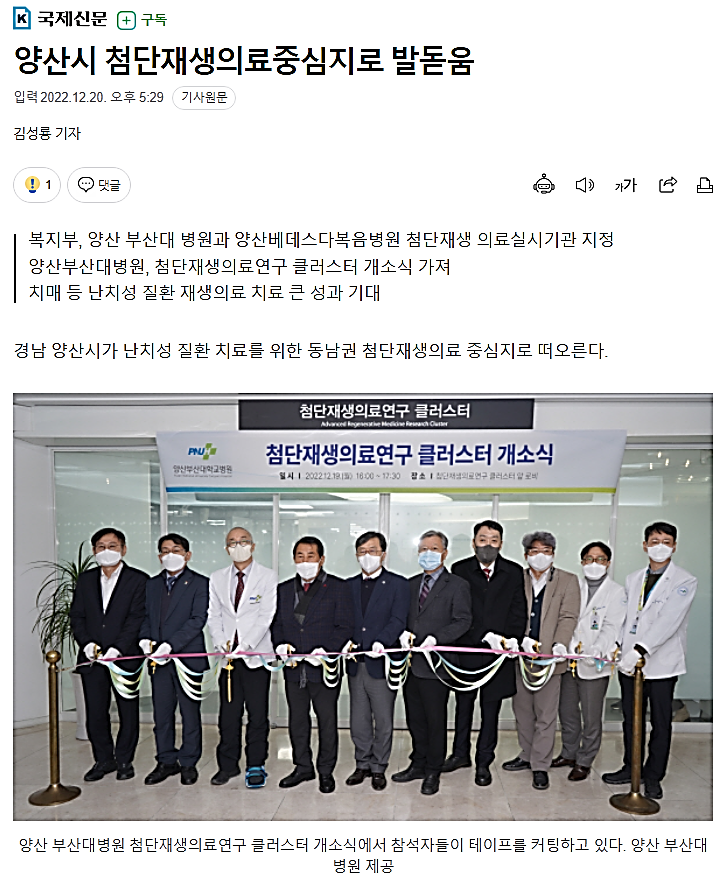 국제신문 구독
양산시 첨단재생의료중심지로 발돋움
입력 2022.12.20. 오후 5:29 기사원문
김성룡 기자
1 댓글
가가
복지부, 양산 부산대 병원과 양산베데스다복음병원 첨단재생 의료실시기관 지정
양산부산대병원, 첨단재생의료연구 클러스터 개소식 가져
치매 등 난치성 질환 재생의료 치료 큰 성과 기대
경남 양산시가 난치성 질환 치료를 위한 동남권 첨단재생의료 중심지로 떠오른다.
첨단재생의료연구 클러스터
Advanced Regenerative Medicine Research Cluster
PNUH
양산부산대학교병원
첨단재생의료연구 클러스터 개소식
일 시 | 2022.12.19.(월) 16:00 ~ 17:30 장 소 | 첨단재생의료연구 클러스터 앞 로비
양산 부산대병원 첨단재생의료연구 클러스터 개소식에서 참석자들이 테이프를 커팅하고 있다. 양산 부산대
병원 제공